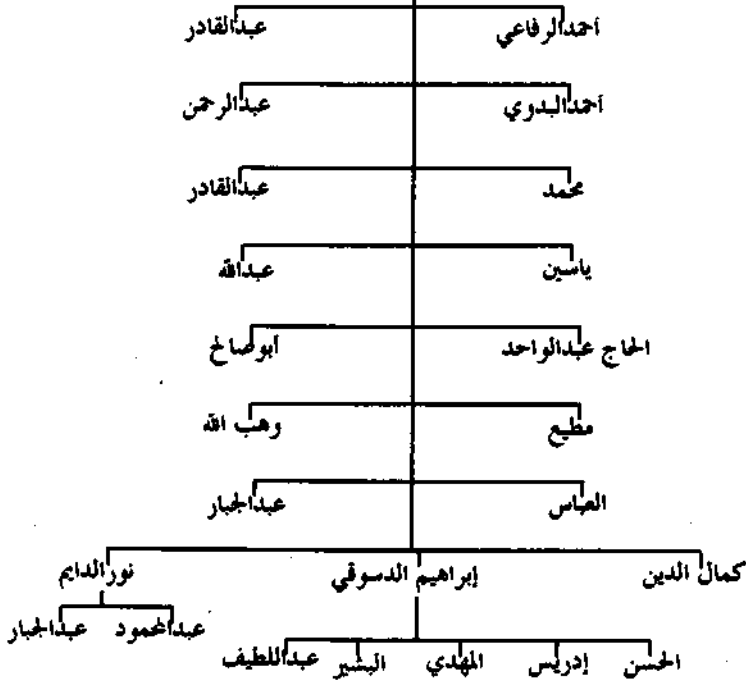 أحمدالرفاعي عبدالقادر
أحمدالبدوي عبدالرحمن
محمد عبدالقادر
ياسين عبدالله
الحاج عبدالواحد أبوصالح
مطيع وهب الله
العباس عبدالجبار
كمال الدين إبراهيم الدسوقي نورالدايم
عبدالمحمود عبدالجبار
الحسن إدريس المهدي البشير عبداللطيف